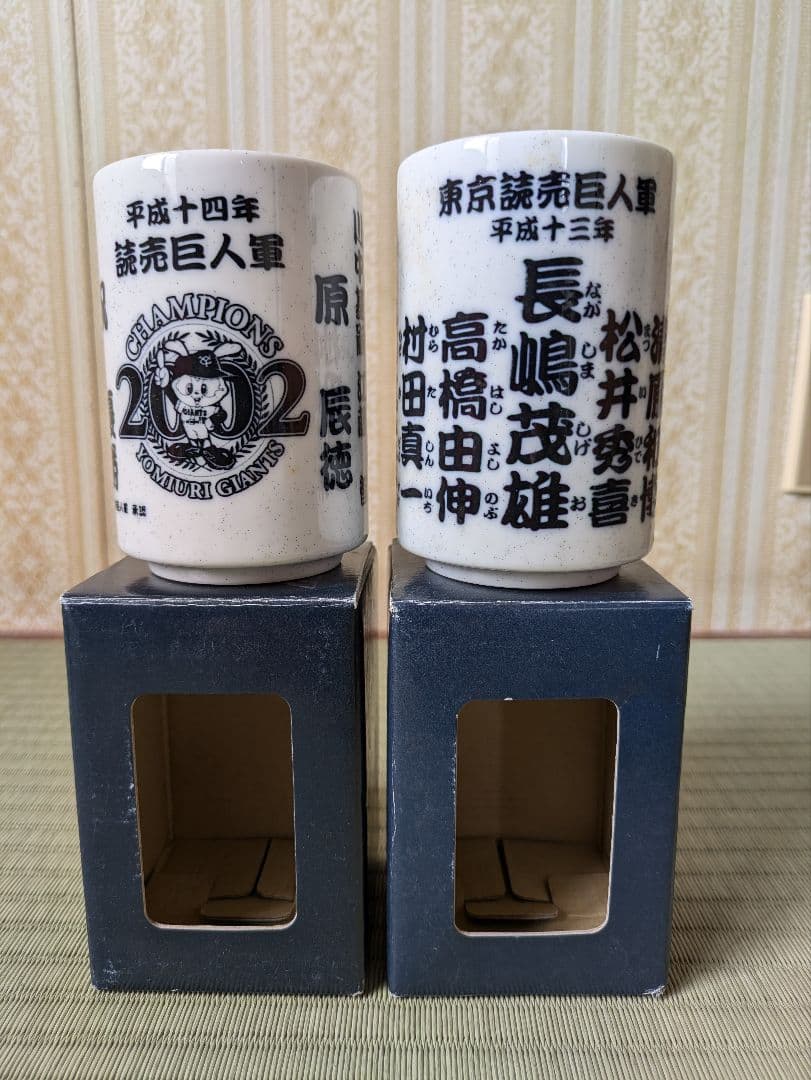 平成十四年
読売巨人軍
CHAMPIONS
2002
GIANTS
YOMIURI GIANTS
原 辰徳
東京読売巨人軍
平成十三年
松井秀喜
まつ い ひで き
長嶋茂雄
なが しま しげ お
高橋由伸
たか はし よし のぶ
村田真一
むら た しん いち